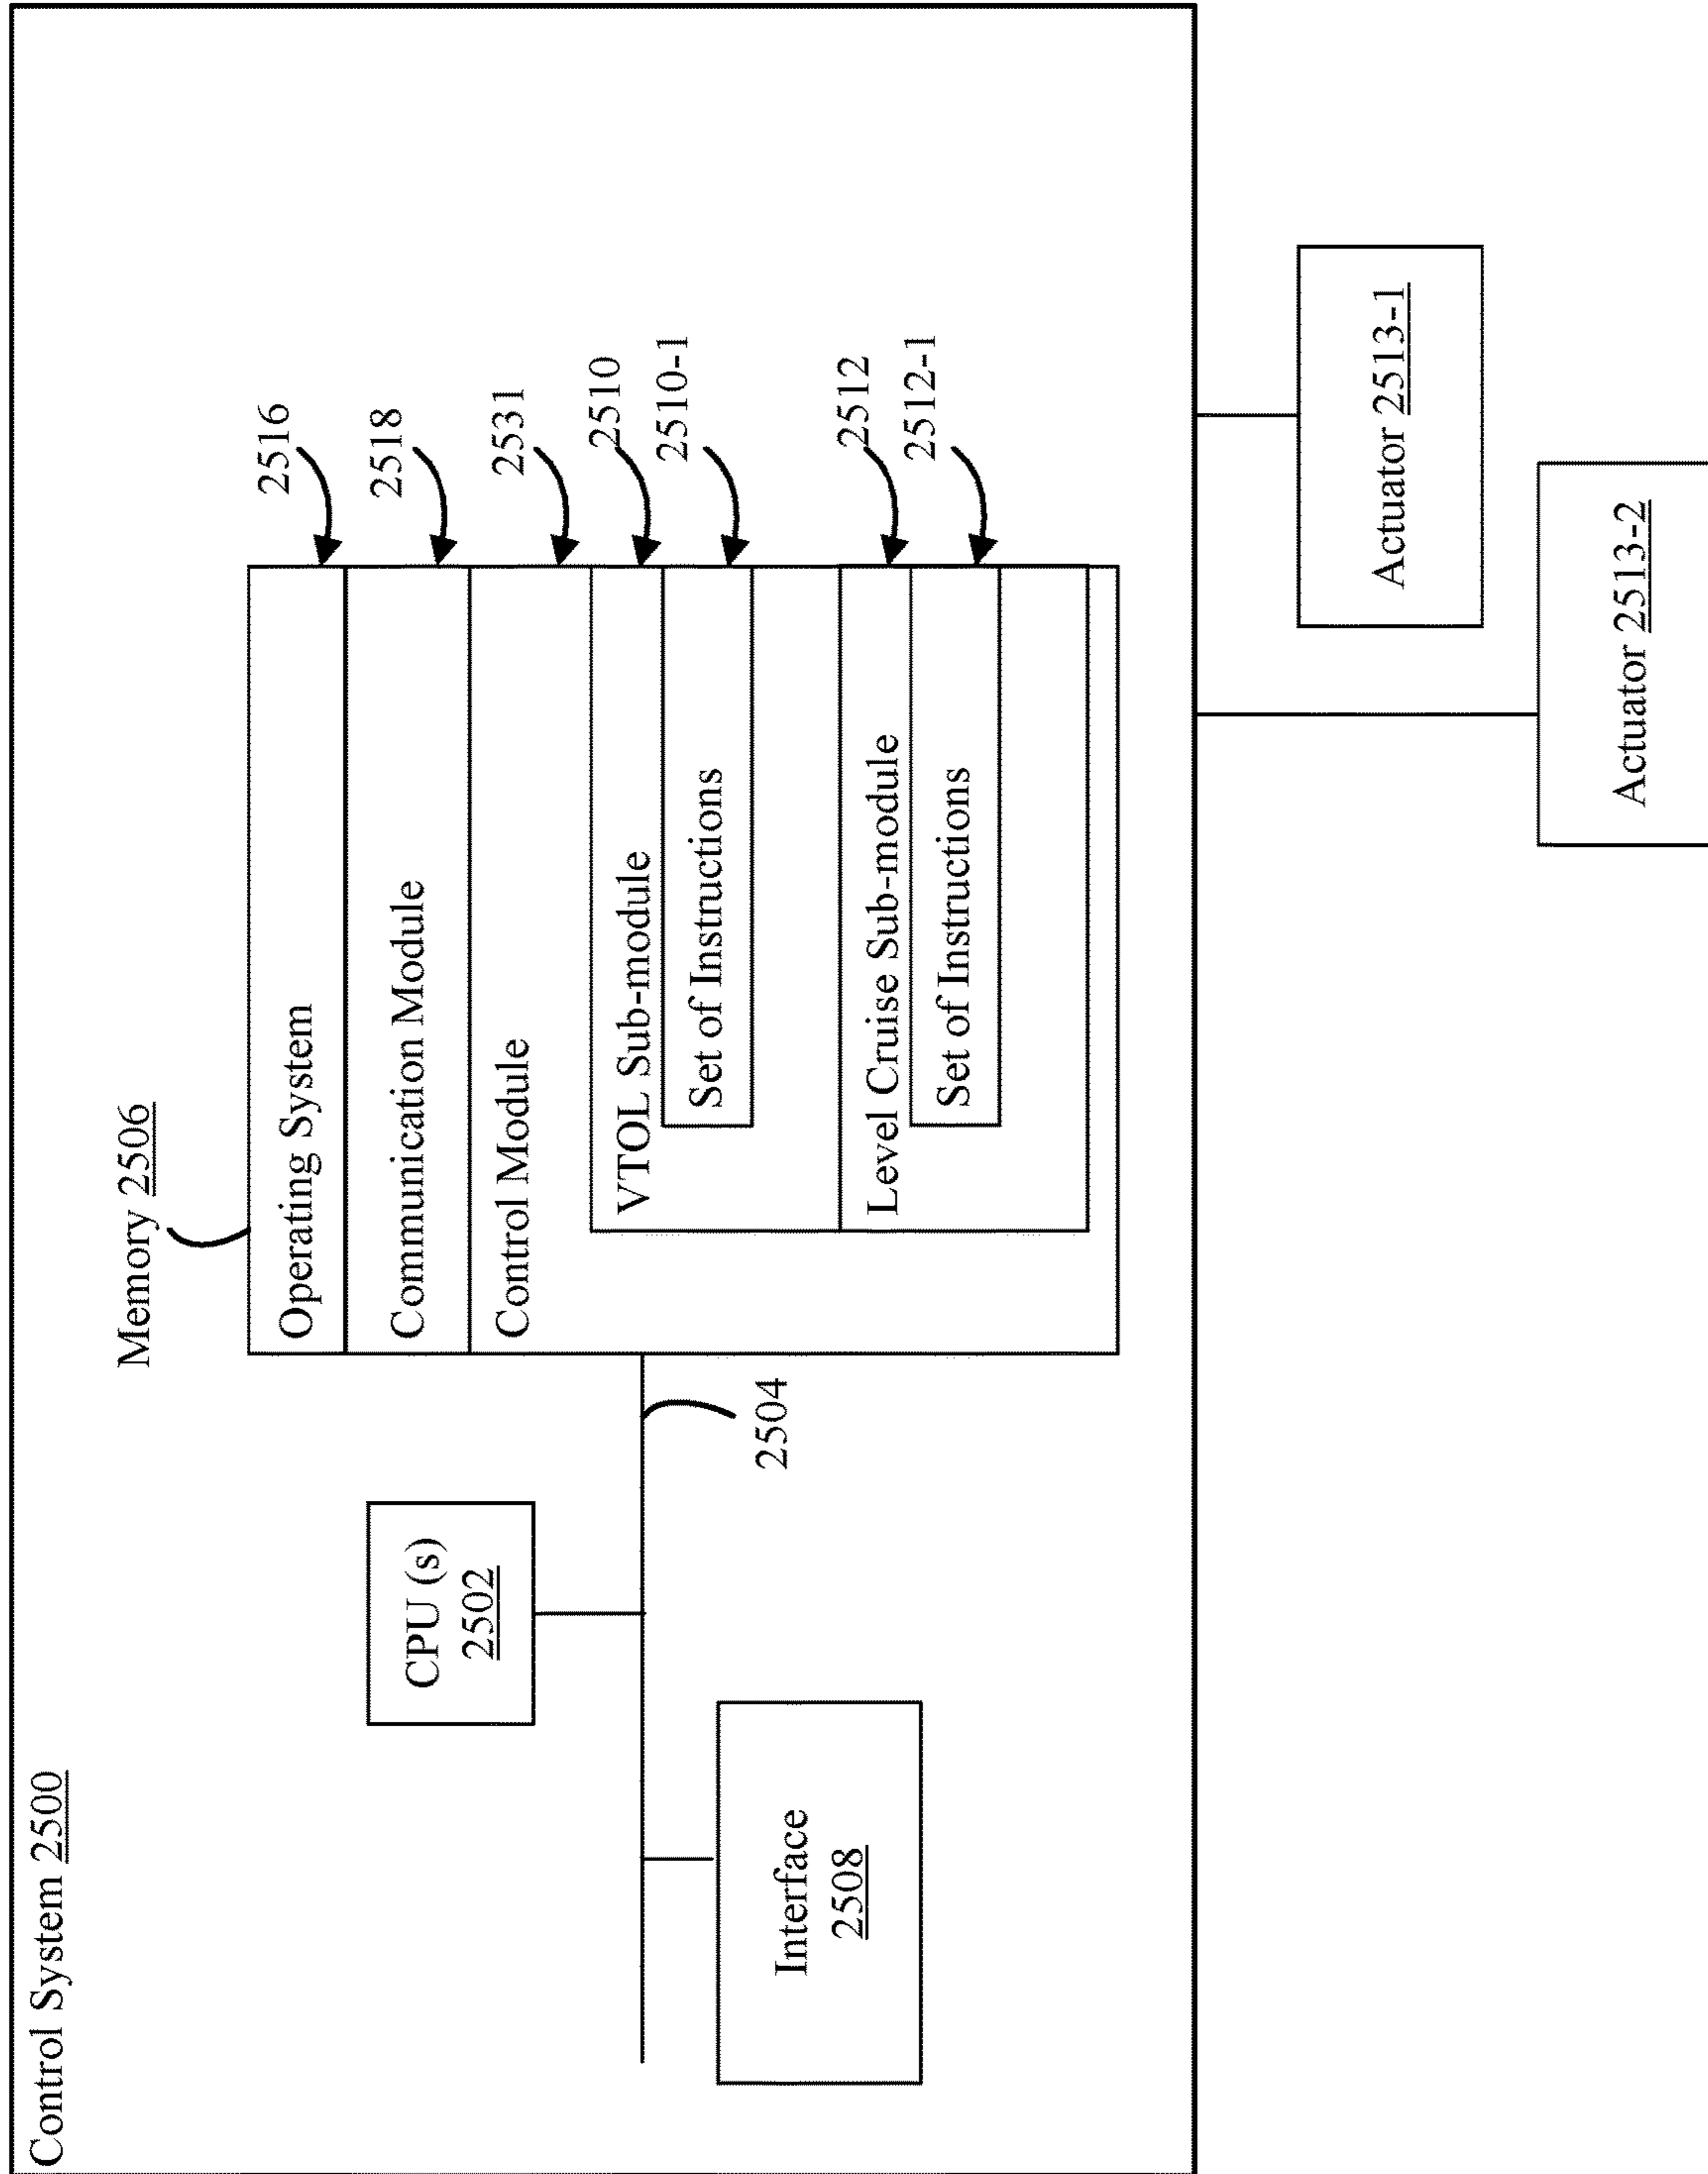 Control System 2500
Memory 2506
Operating System
2516
Communication Module
2518
Control Module
2531
VTOL Sub-module
2510
Set of Instructions
2510-1
Level Cruise Sub-module
2512
Set of Instructions
2512-1
CPU (s)
2502
2504
Interface
2508
Actuator 2513-1
Actuator 2513-2